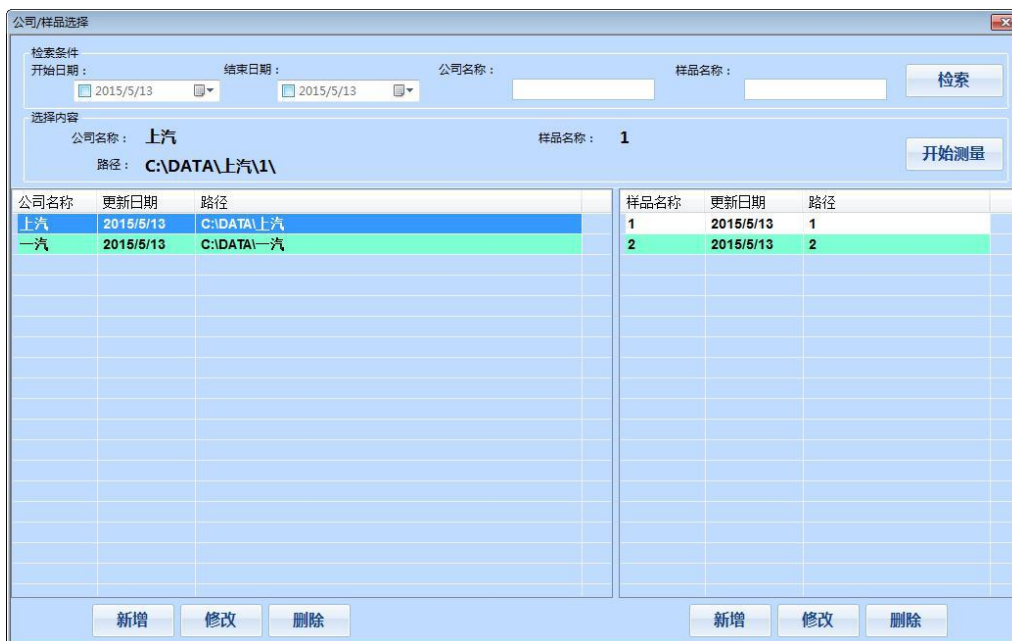 公司/样品选择
检索条件
开始日期： 结束日期： 公司名称： 样品名称：
2015/5/13 2015/5/13 检索
选择内容
公司名称： 上汽 样品名称： 1
路径： C:\DATA\上汽\1\ 开始测量
公司名称 更新日期 路径 样品名称 更新日期 路径
上汽 2015/5/13 C:\DATA\上汽 1 2015/5/13 1
一汽 2015/5/13 C:\DATA\一汽 2 2015/5/13 2
新增 修改 删除 新增 修改 删除